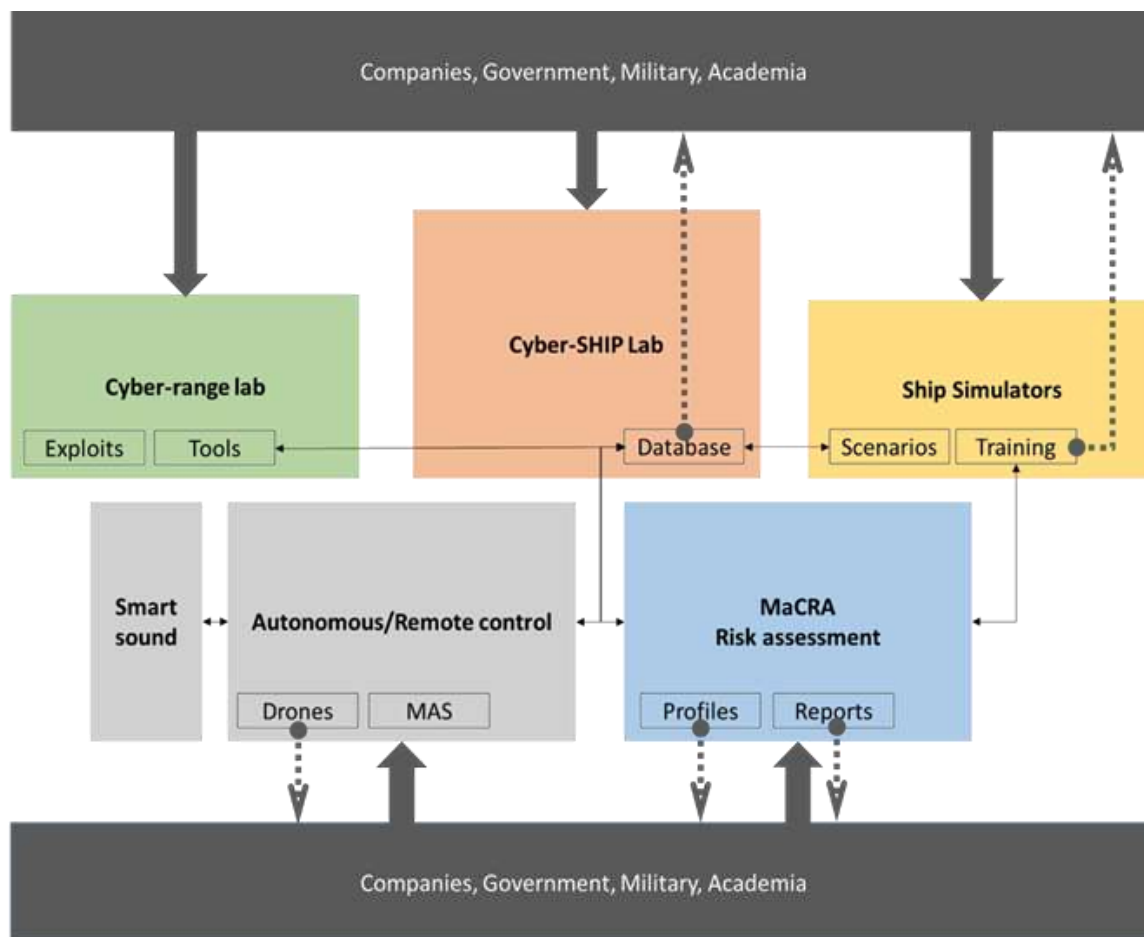 Companies, Government, Military, Academia
Cyber-SHIP Lab
Cyber-range lab
Ship Simulators
Exploits
Tools
Database
Scenarios
Training
Smart
sound
Autonomous/Remote control
MaCRA
Risk assessment
Drones
MAS
Profiles
Reports
Companies, Government, Military, Academia